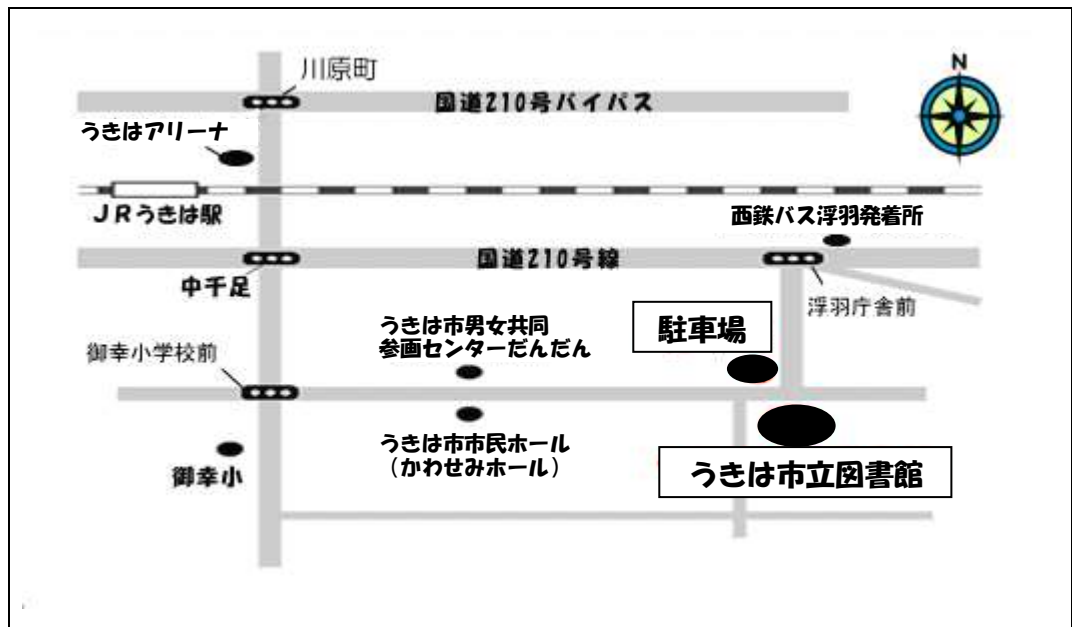 N
川原町
国道210号バイパス
うきはアリーナ
JRうきは駅
西鉄バス浮羽発着所
国道210号線
中千足
浮羽庁舎前
うきは市男女共同
参画センターだんだん
駐車場
御幸小学校前
うきは市市民ホール
(かわせみホール)
御幸小
うきは市立図書館